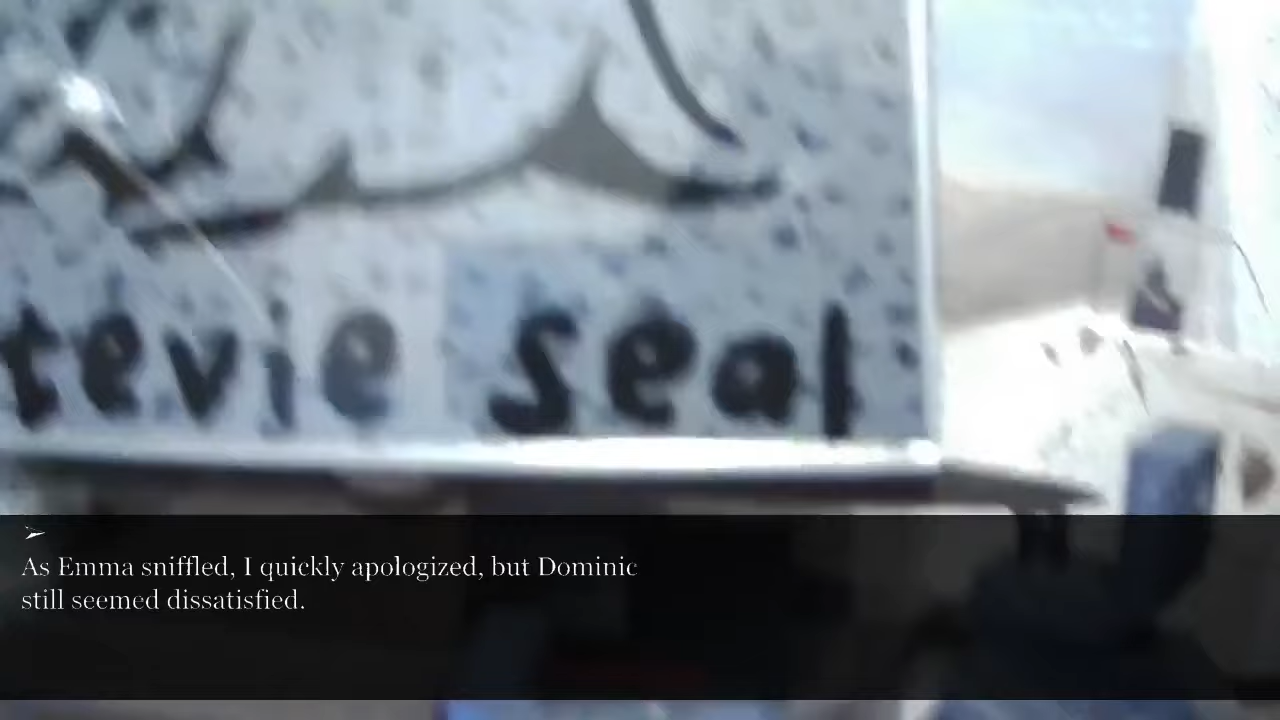 tevie seal
As Emma sniffled, I quickly apologized, but Dominic
still seemed dissatisfied.